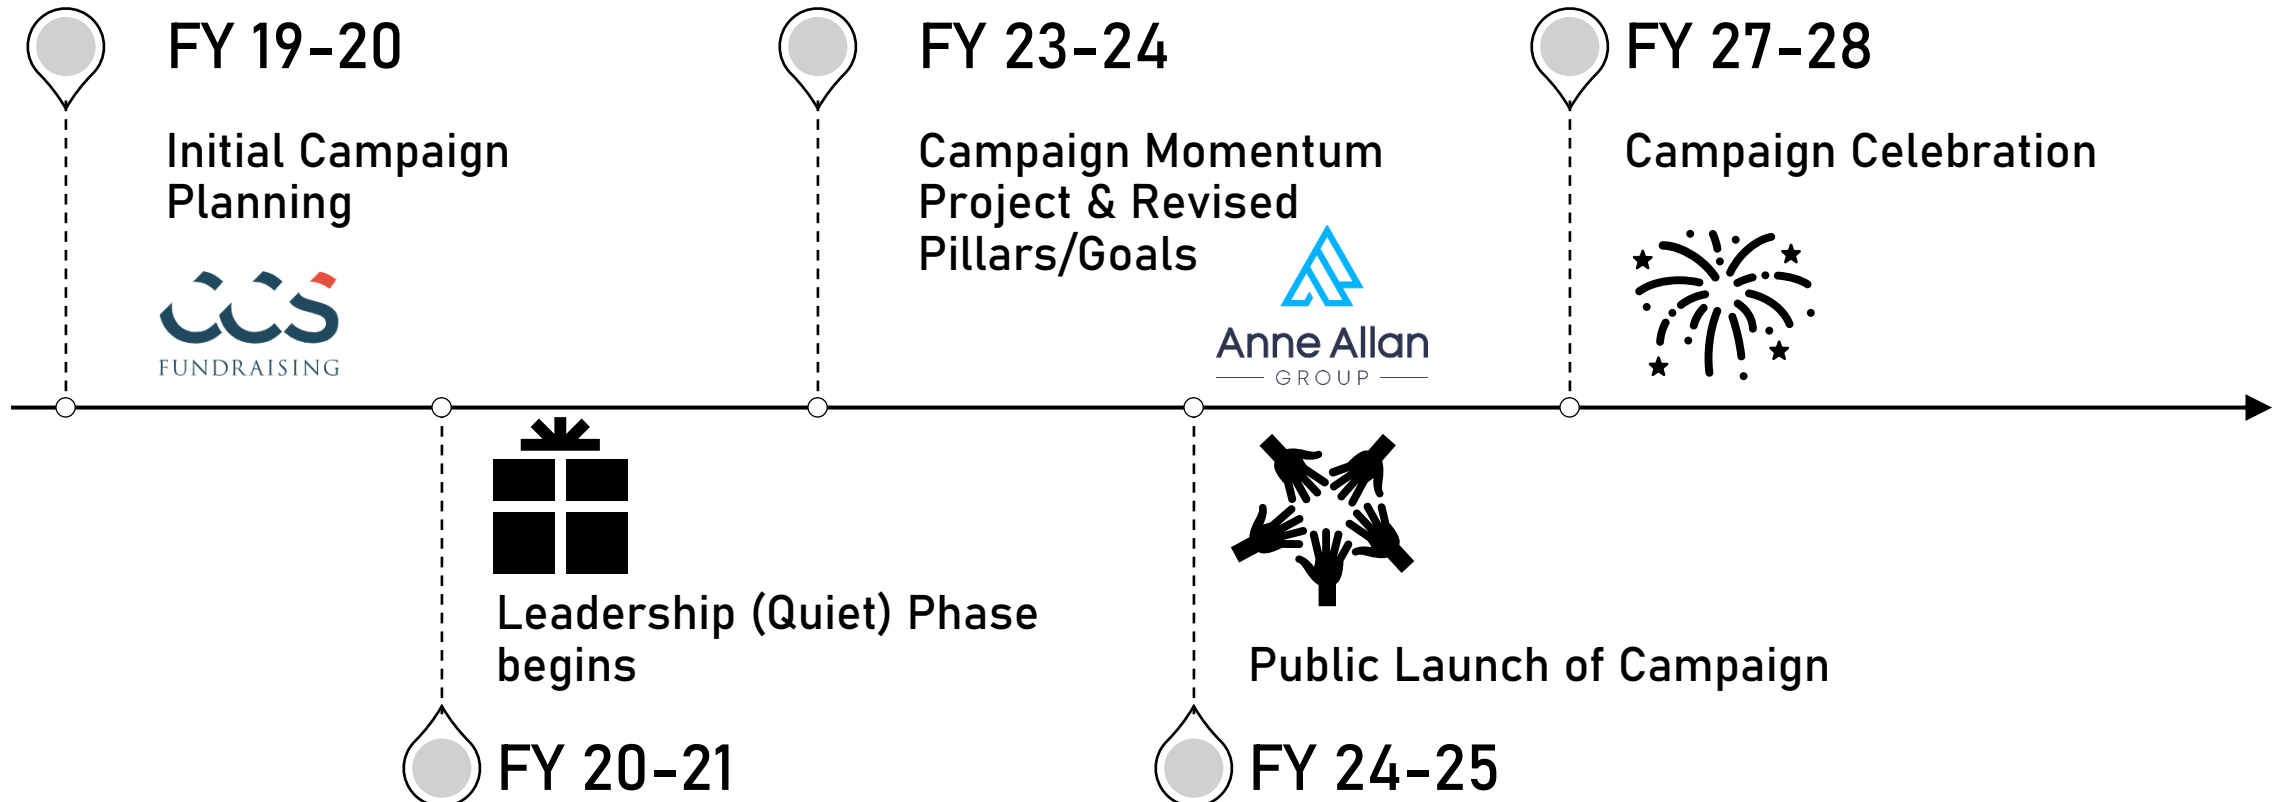 FY 19-20
Initial Campaign
Planning
CCS
FUNDRAISING
Leadership (Quiet) Phase
begins
FY 20-21
FY 23-24
Campaign Momentum
Project & Revised
Pillars/Goals
Anne Allan
GROUP
Public Launch of Campaign
FY 24-25
FY 27-28
Campaign Celebration